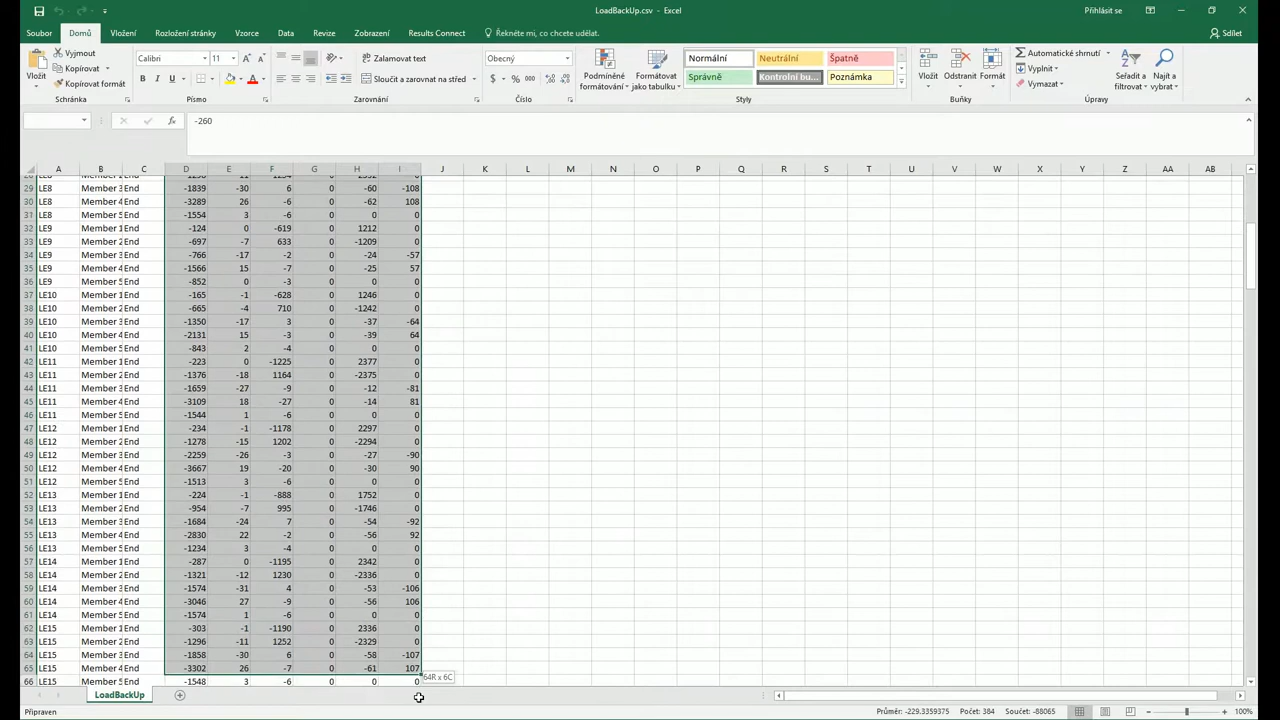 LoadBackUp.csv - Excel
Přihlásit se
Soubor Domů Vložení Rozložení stránky Vzorce Data Revize Zobrazení Results Connect Řekněte mi, co chcete udělat.
Sdílet
Vložit
Vyjmout
Kopírovat
Kopírovat formát
Schránka
Calibri 11
B I U
Písmo
Zalamovat text
Sloučit a zarovnat na střed
Zarovnání
Obecný
% 000
Číslo
Podmíněné formátování
Formátovat jako tabulku
Normální Neutrální Špatně
Správně Kontrolní bu... Poznámka
Styly
Vložit Odstranit Formát
Buňky
Automatické shrnutí
Vyplnit
Vymazat
Seřadit a filtrovat
Najít a vybrat
Úpravy
-260
A B C D E F G H I J K L M N O P Q R S T U V W X Y Z AA AB
29 LE8 Member 3 End -1839 -30 6 0 -60 -108
30 LE8 Member 4 End -3289 26 -6 0 -62 108
31 LE8 Member 5 End -1554 3 -6 0 0 0
32 LE9 Member 1 End -124 0 -619 0 1212 0
33 LE9 Member 2 End -697 -7 633 0 -1209 0
34 LE9 Member 3 End -766 -17 -2 0 -24 -57
35 LE9 Member 4 End -1566 15 -7 0 -25 57
36 LE9 Member 5 End -852 0 -3 0 0 0
37 LE10 Member 1 End -165 -1 -628 0 1246 0
38 LE10 Member 2 End -665 -4 710 0 -1242 0
39 LE10 Member 3 End -1350 -17 3 0 -37 -64
40 LE10 Member 4 End -2131 15 -3 0 -39 64
41 LE10 Member 5 End -843 2 -4 0 0 0
42 LE11 Member 1 End -223 0 -1225 0 2377 0
43 LE11 Member 2 End -1376 -18 1164 0 -2375 0
44 LE11 Member 3 End -1659 -27 -9 0 -12 -81
45 LE11 Member 4 End -3109 18 -27 0 -14 81
46 LE11 Member 5 End -1544 1 -6 0 0 0
47 LE12 Member 1 End -234 -1 -1178 0 2297 0
48 LE12 Member 2 End -1278 -15 1202 0 -2294 0
49 LE12 Member 3 End -2259 -26 -3 0 -27 -90
50 LE12 Member 4 End -3667 19 -20 0 -30 90
51 LE12 Member 5 End -1513 3 -6 0 0 0
52 LE13 Member 1 End -224 -1 -888 0 1752 0
53 LE13 Member 2 End -954 -7 995 0 -1746 0
54 LE13 Member 3 End -1684 -24 7 0 -54 -92
55 LE13 Member 4 End -2830 22 -2 0 -56 92
56 LE13 Member 5 End -1234 3 -4 0 0 0
57 LE14 Member 1 End -287 0 -1195 0 2342 0
58 LE14 Member 2 End -1321 -12 1230 0 -2336 0
59 LE14 Member 3 End -1574 -31 4 0 -53 -106
60 LE14 Member 4 End -3046 27 -9 0 -56 106
61 LE14 Member 5 End -1574 1 -6 0 0 0
62 LE15 Member 1 End -303 -1 -1190 0 2336 0
63 LE15 Member 2 End -1296 -11 1252 0 -2329 0
64 LE15 Member 3 End -1858 -30 6 0 -58 -107
65 LE15 Member 4 End -3302 26 -7 0 -61 107
64R x 6C
66 LE15 Member 5 End -1548 3 -6 0 0 0
LoadBackUp
Připraven
Průměr: -229.3359375 Počet: 384 Součet: -88065
100%